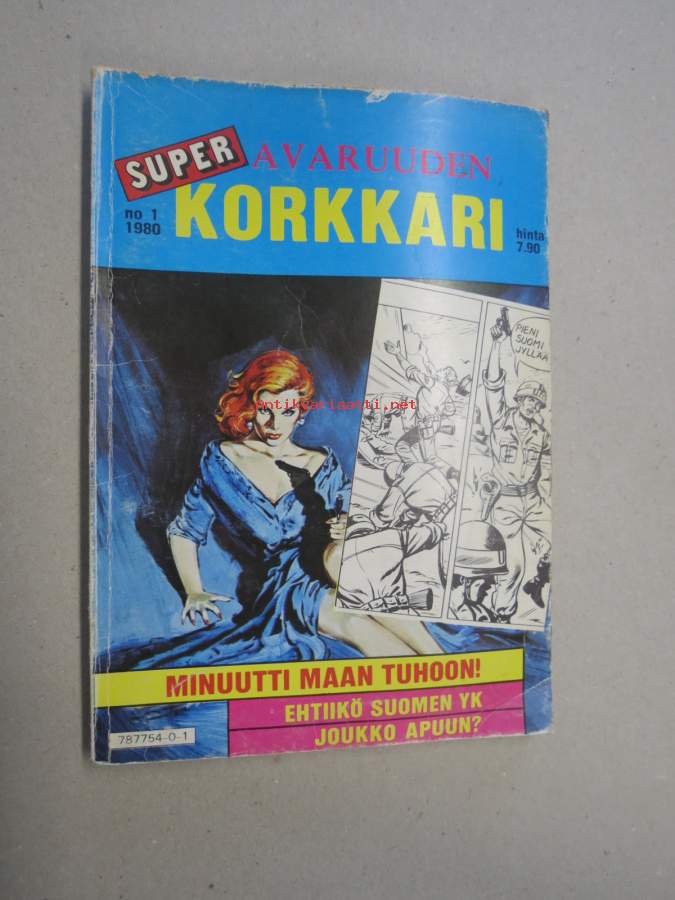 SUPER AVARUUDEN
KORKKARI
no 1
1980
hinta
7.90
PIENI
SUOMI
JYLLÄÄ
antikvariaatti.net
MINUUTTI MAAN TUHOON!
EHTIIKÖ SUOMEN YK
JOUKKO APUUN?
787754-0-1